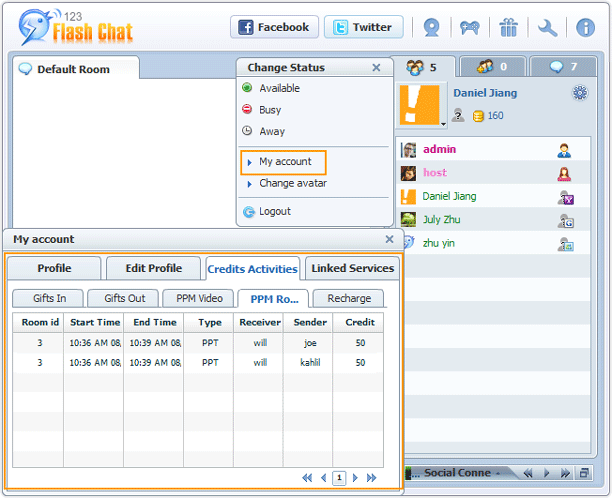 123
Flash Chat
Facebook
Twitter
Default Room
Change Status
Available
Busy
Away
My account
Change avatar
Logout
5
0
7
Daniel Jiang
160
admin
host
Daniel Jiang
July Zhu
zhu yin
My account
Profile Edit Profile Credits Activities Linked Services
Gifts In Gifts Out PPM Video PPM Ro... Recharge
Room id Start Time End Time Type Receiver Sender Credit
3 10:36 AM 08, 10:39 AM 08, PPT will joe 50
3 10:36 AM 08, 10:39 AM 08, PPT will kahlil 50
1
... Social Conne